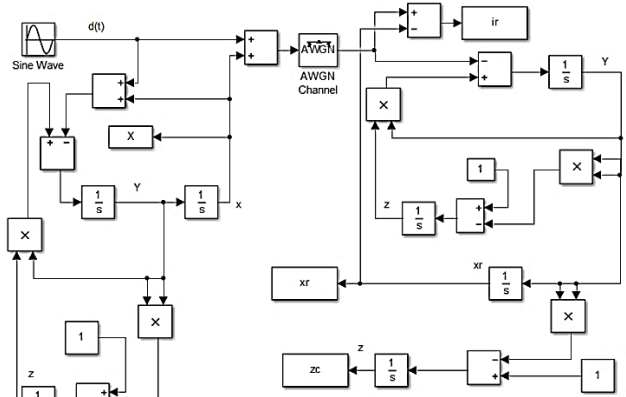 d(t)
Sine Wave
+
+
AWGN
AWGN
Channel
+
−
ir
−
+
1
s
Y
+
+
X
×
+ −
1
s
Y
1
s
x
×
1
+
−
1
s
z
×
×
1
z
1
+
xr
1
s
xr
×
zc
1
s
z
−
+
1